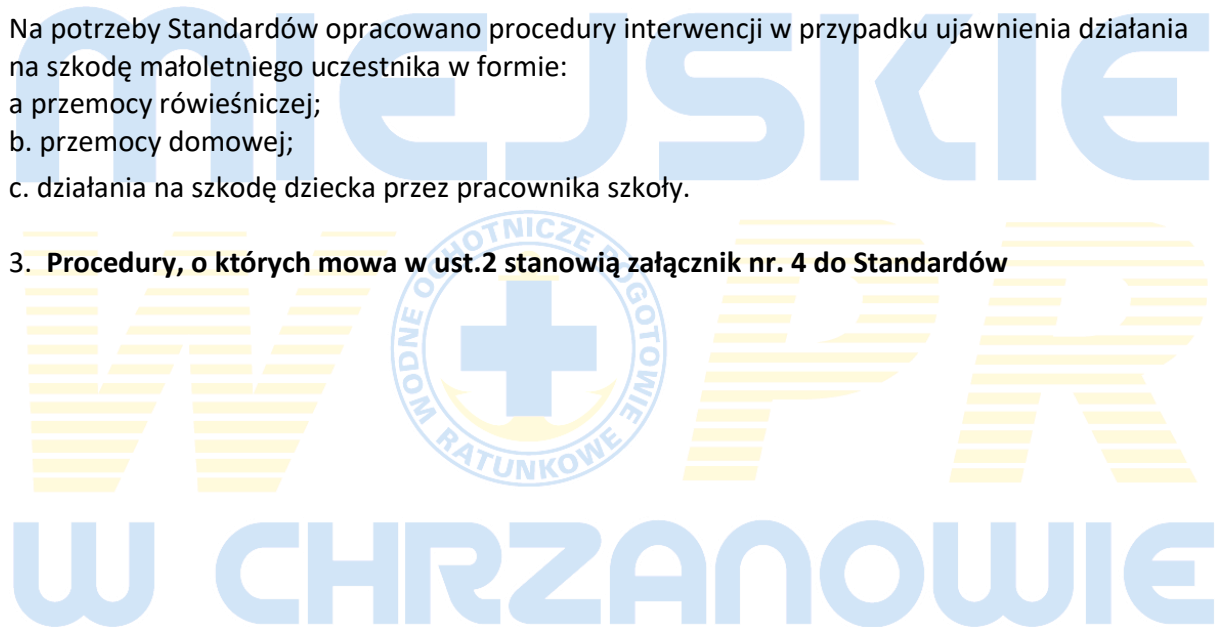 Na potrzeby Standardów opracowano procedury interwencji w przypadku ujawnienia działania
na szkodę małoletniego uczestnika w formie:
a przemocy rówieśniczej;
b. przemocy domowej;
c. działania na szkodę dziecka przez pracownika szkoły.
3. Procedury, o których mowa w ust.2 stanowią załącznik nr. 4 do Standardów
MIEJSKIE
WOPR
WODNE OCHOTNICZE POGOTOWIE RATUNKOWE
W CHRZANOWIE